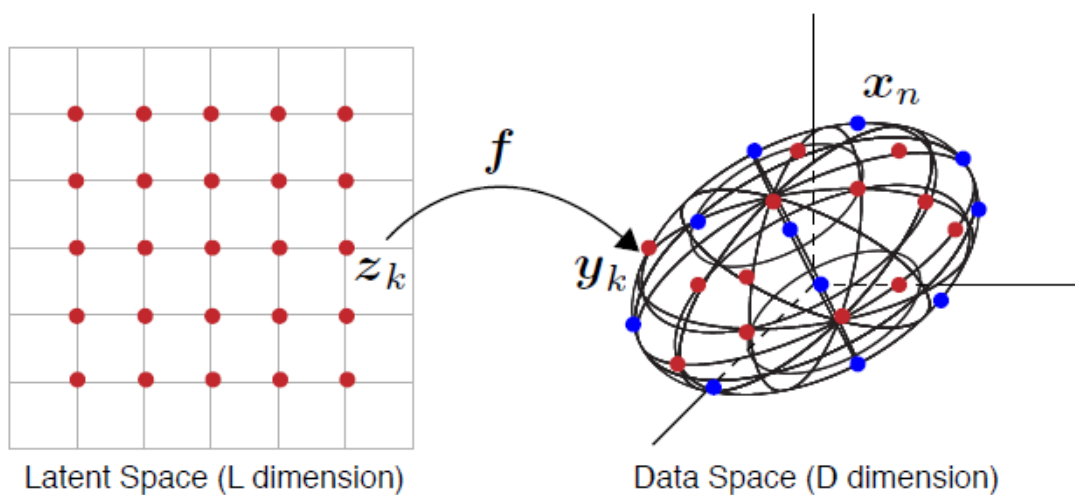 x_n
f
z_k
y_k
Latent Space (L dimension)
Data Space (D dimension)